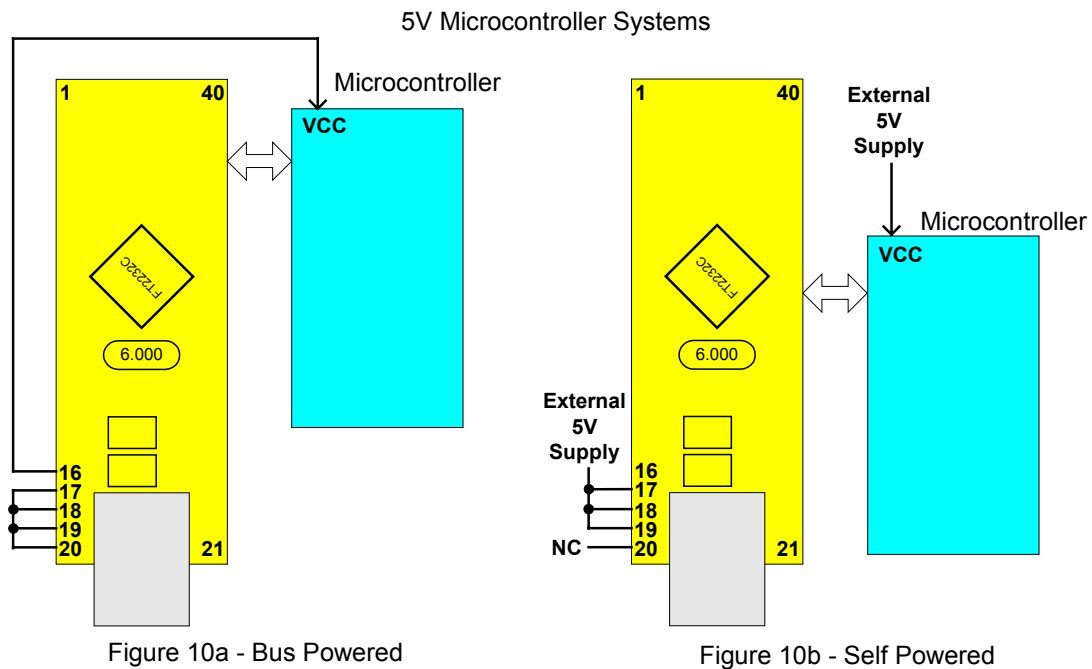 5V Microcontroller Systems
1
40
Microcontroller
VCC
FT2232C
6.000
16
17
18
19
20
21
Figure 10a - Bus Powered
1
40
External
5V
Supply
Microcontroller
VCC
FT2232C
6.000
External
5V
Supply
16
17
18
19
NC
20
21
Figure 10b - Self Powered